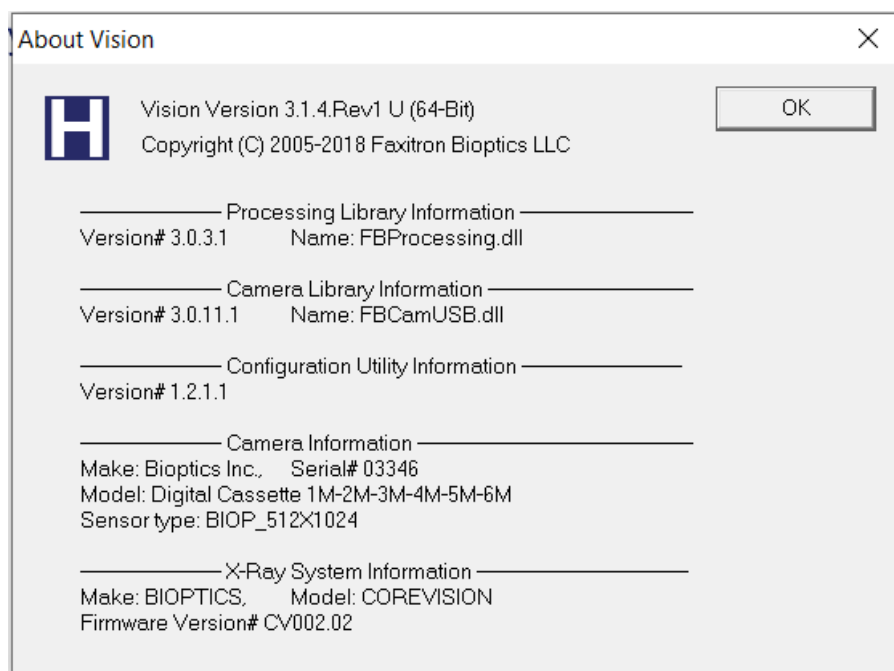 About Vision
Vision Version 3.1.4.Rev1 U (64-Bit)
OK
Copyright (C) 2005-2018 Faxitron Bioptics LLC
Processing Library Information
Version# 3.0.3.1 Name: FBProcessing.dll
Camera Library Information
Version# 3.0.11.1 Name: FBCamUSB.dll
Configuration Utility Information
Version# 1.2.1.1
Camera Information
Make: Bioptics Inc., Serial# 03346
Model: Digital Cassette 1M-2M-3M-4M-5M-6M
Sensor type: BIOP_512X1024
X-Ray System Information
Make: BIOPTICS, Model: COREVISION
Firmware Version# CV002.02